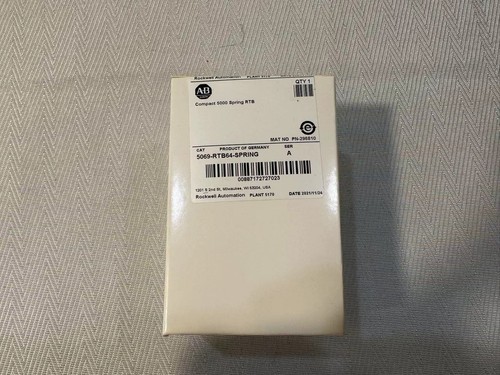 Rockwell Automation PLANT 5170
QTY 1
AB
Compact 5000 Spring RTB
MAT NO PN-298810
CAT PRODUCT OF GERMANY SER
5069-RTB64-SPRING A
00887172727023
1201 S 2nd St, Milwaukee, WI 53204, USA
Rockwell Automation PLANT 5170 DATE 2021/11/24